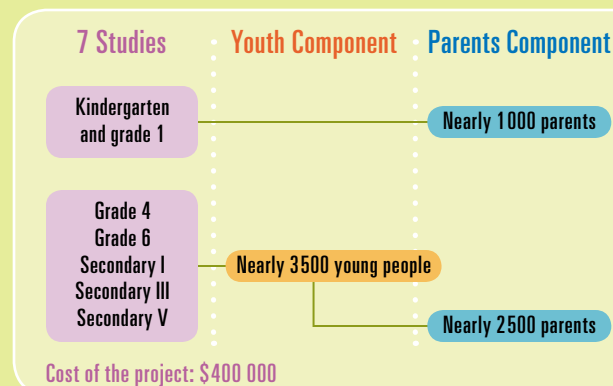 7 Studies
Youth Component
Parents Component
Kindergarten
and grade 1
Nearly 1000 parents
Grade 4
Grade 6
Secondary I
Secondary III
Secondary V
Nearly 3500 young people
Nearly 2500 parents
Cost of the project: $400 000